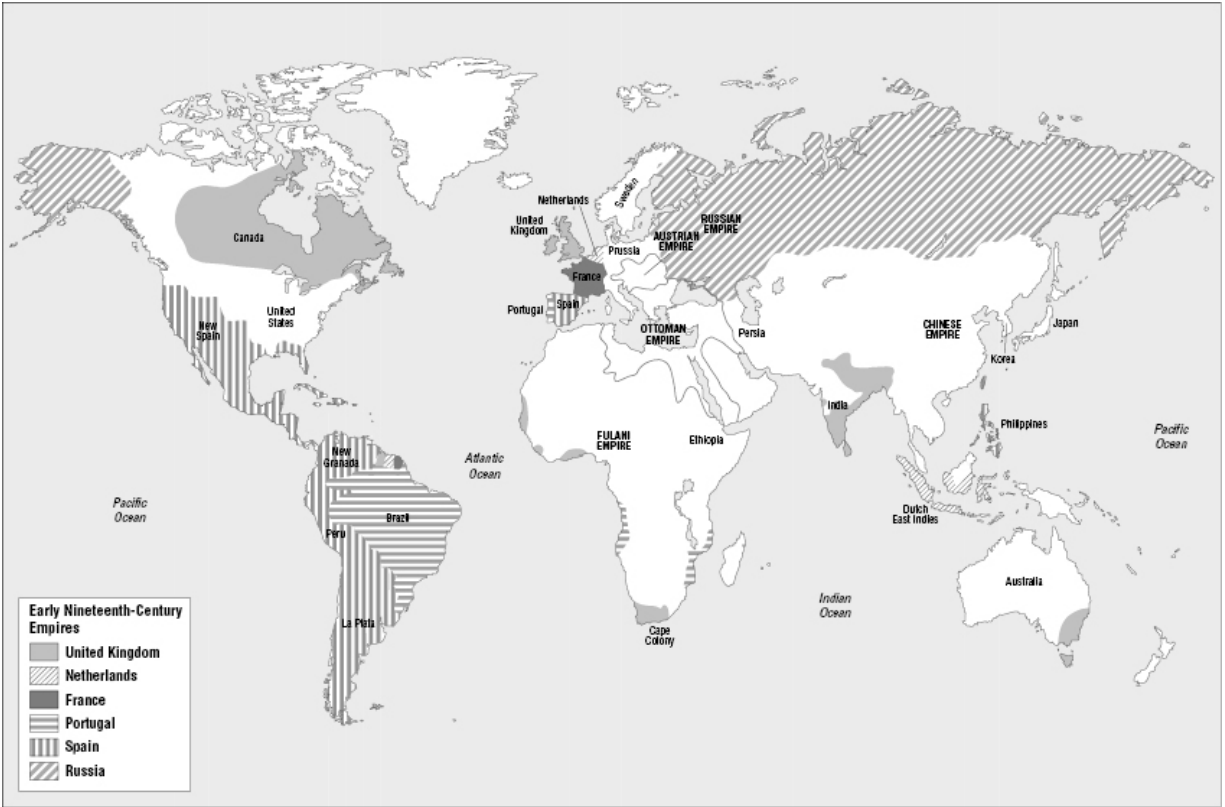 Netherlands
Sweden
United
Kingdom
RUSSIAN
EMPIRE
AUSTRIAN
EMPIRE
Canada
Prussia
France
Portugal
Spain
United
States
New
Spain
OTTOMAN
EMPIRE
Persia
CHINESE
EMPIRE
Japan
Korea
India
Philippines
Pacific
Ocean
FULANI
EMPIRE
Ethiopia
New
Granada
Atlantic
Ocean
Pacific
Ocean
Brazil
Peru
Dutch
East Indies
Australia
Indian
Ocean
La Plata
Cape
Colony
Early Nineteenth-Century
Empires
United Kingdom
Netherlands
France
Portugal
Spain
Russia